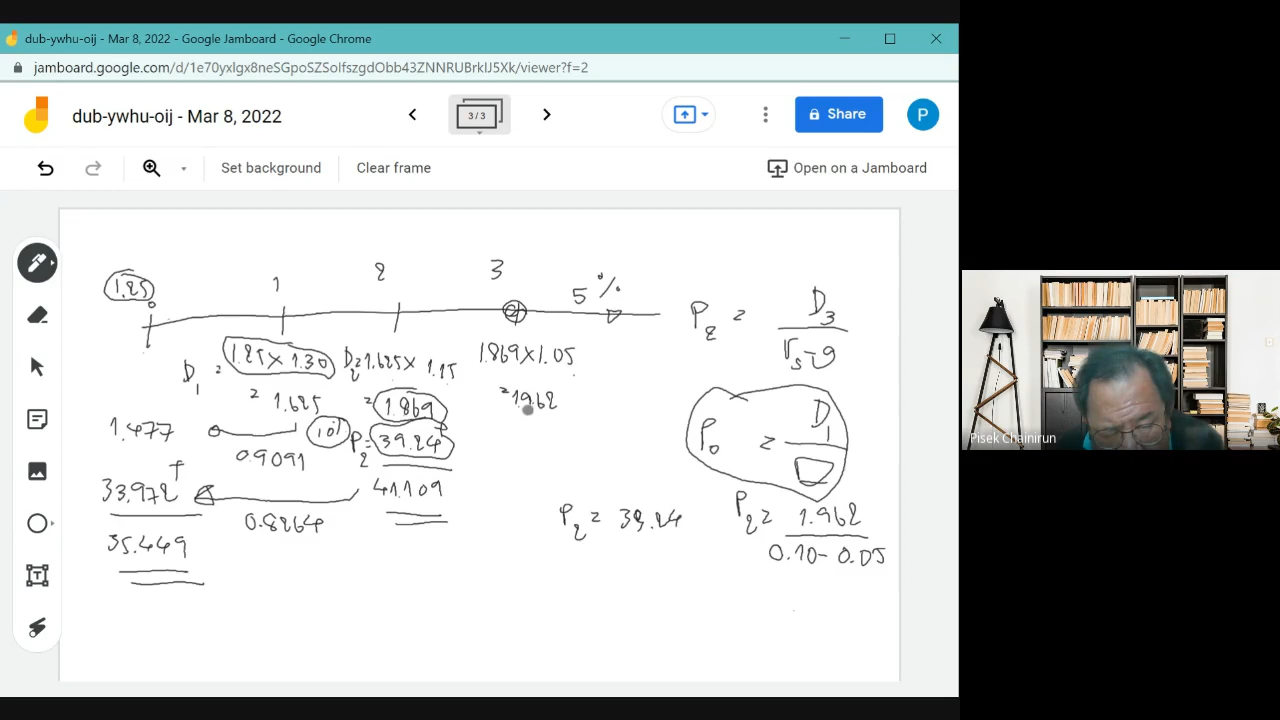 dub-ywhu-oij - Mar 8, 2022 - Google Jamboard - Google Chrome
jamboard.google.com/d/1e70yxlgx8neSGpoSZSolfszgdObb43ZNNRUBrklJ5Xk/viewer?f=2
dub-ywhu-oij - Mar 8, 2022
3 / 3
Share
P
Set background
Clear frame
Open on a Jamboard
1.25
0
1
2
3
5 %
D1 = 1.25 × 1.30
= 1.625
D2 = 1.625 × 1.15
= 1.869
1.869 × 1.05
= 1.962
P2 = 39.24
41.109
10%
1.477
0.9091
33.972 +
0.8264
35.449
P2 = D3
rs - g
P0 = D1
P2 = 39.24
P2 = 1.962
0.10 - 0.05
Pisek Chainirun